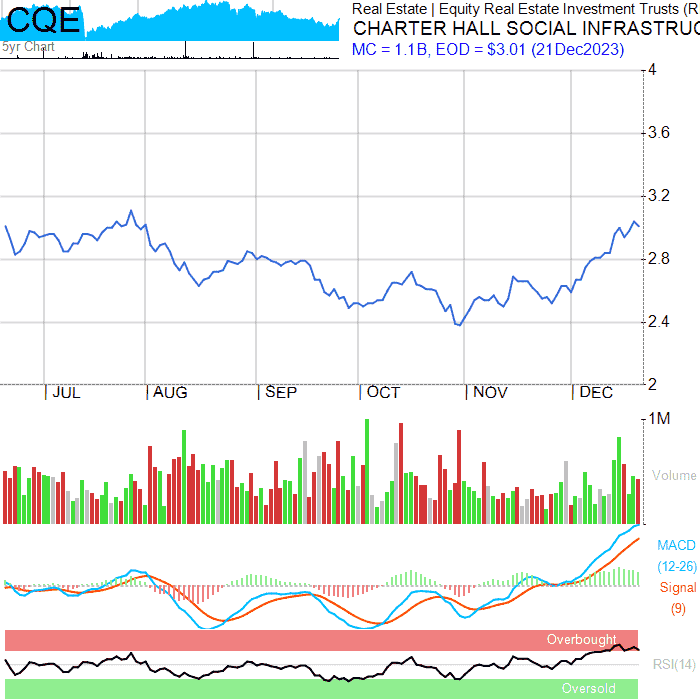 CQE
5yr Chart
Real Estate | Equity Real Estate Investment Trusts (R
CHARTER HALL SOCIAL INFRASTRUC
MC = 1.1B, EOD = $3.01 (21Dec2023)
4
3.6
3.2
2.8
2.4
2
| JUL | AUG | SEP | OCT | NOV | DEC
1M
Volume
MACD
(12-26)
Signal
(9)
Overbought
RSI(14)
Oversold